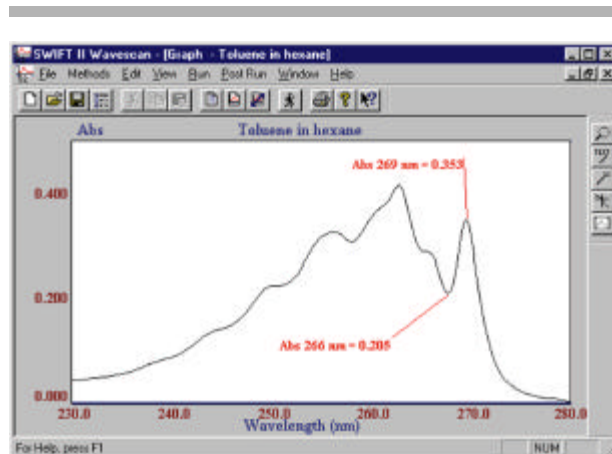 SWIFT II Wavescan - [Graph - Toluene in hexane]
File Methods Edit View Run Post Run Window Help
Abs Toluene in hexane
Abs 269 nm = 0.353
0.400
0.200
Abs 266 nm = 0.205
0.000
230.0 240.0 250.0 260.0 270.0 280.0
Wavelength (nm)
For Help, press F1 NUM